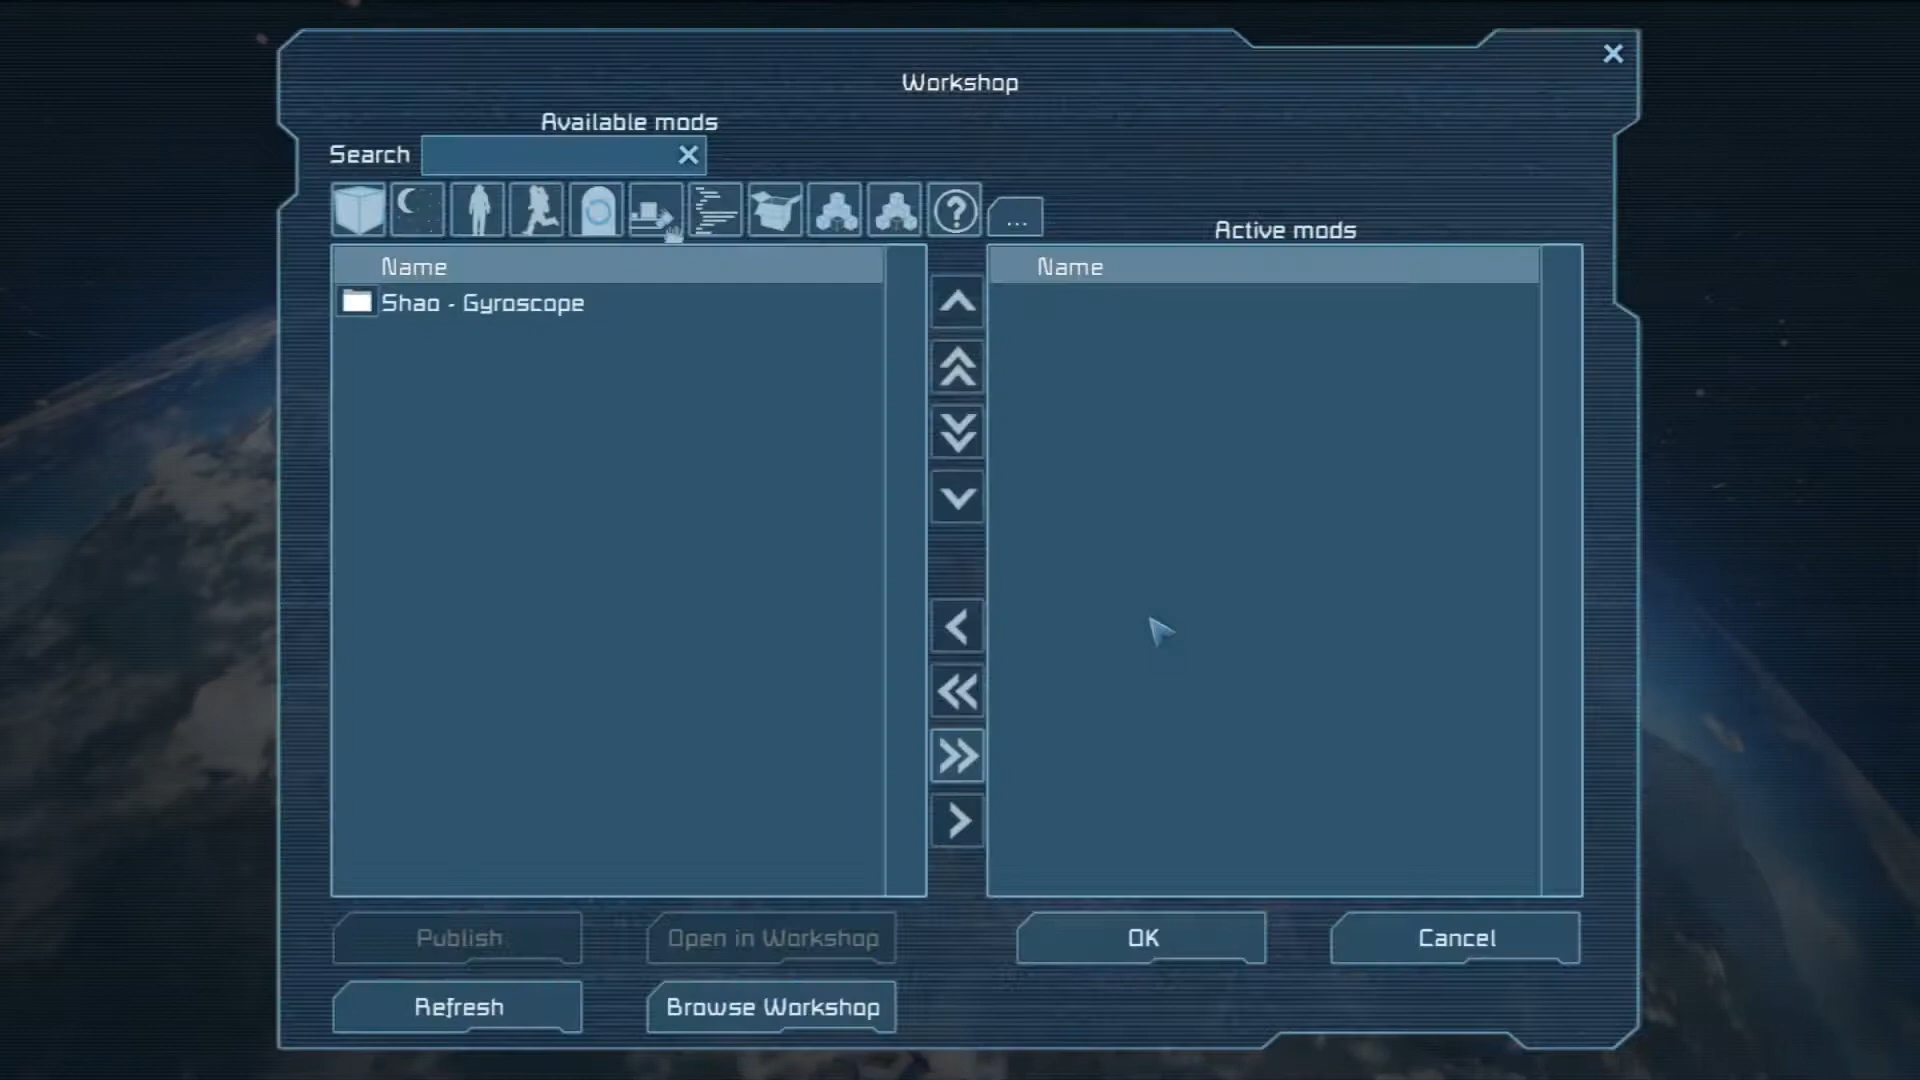 Workshop
Available mods
Search
...
Active mods
Name
Name
Shao - Gyroscope
Publish
Open in Workshop
OK
Cancel
Refresh
Browse Workshop